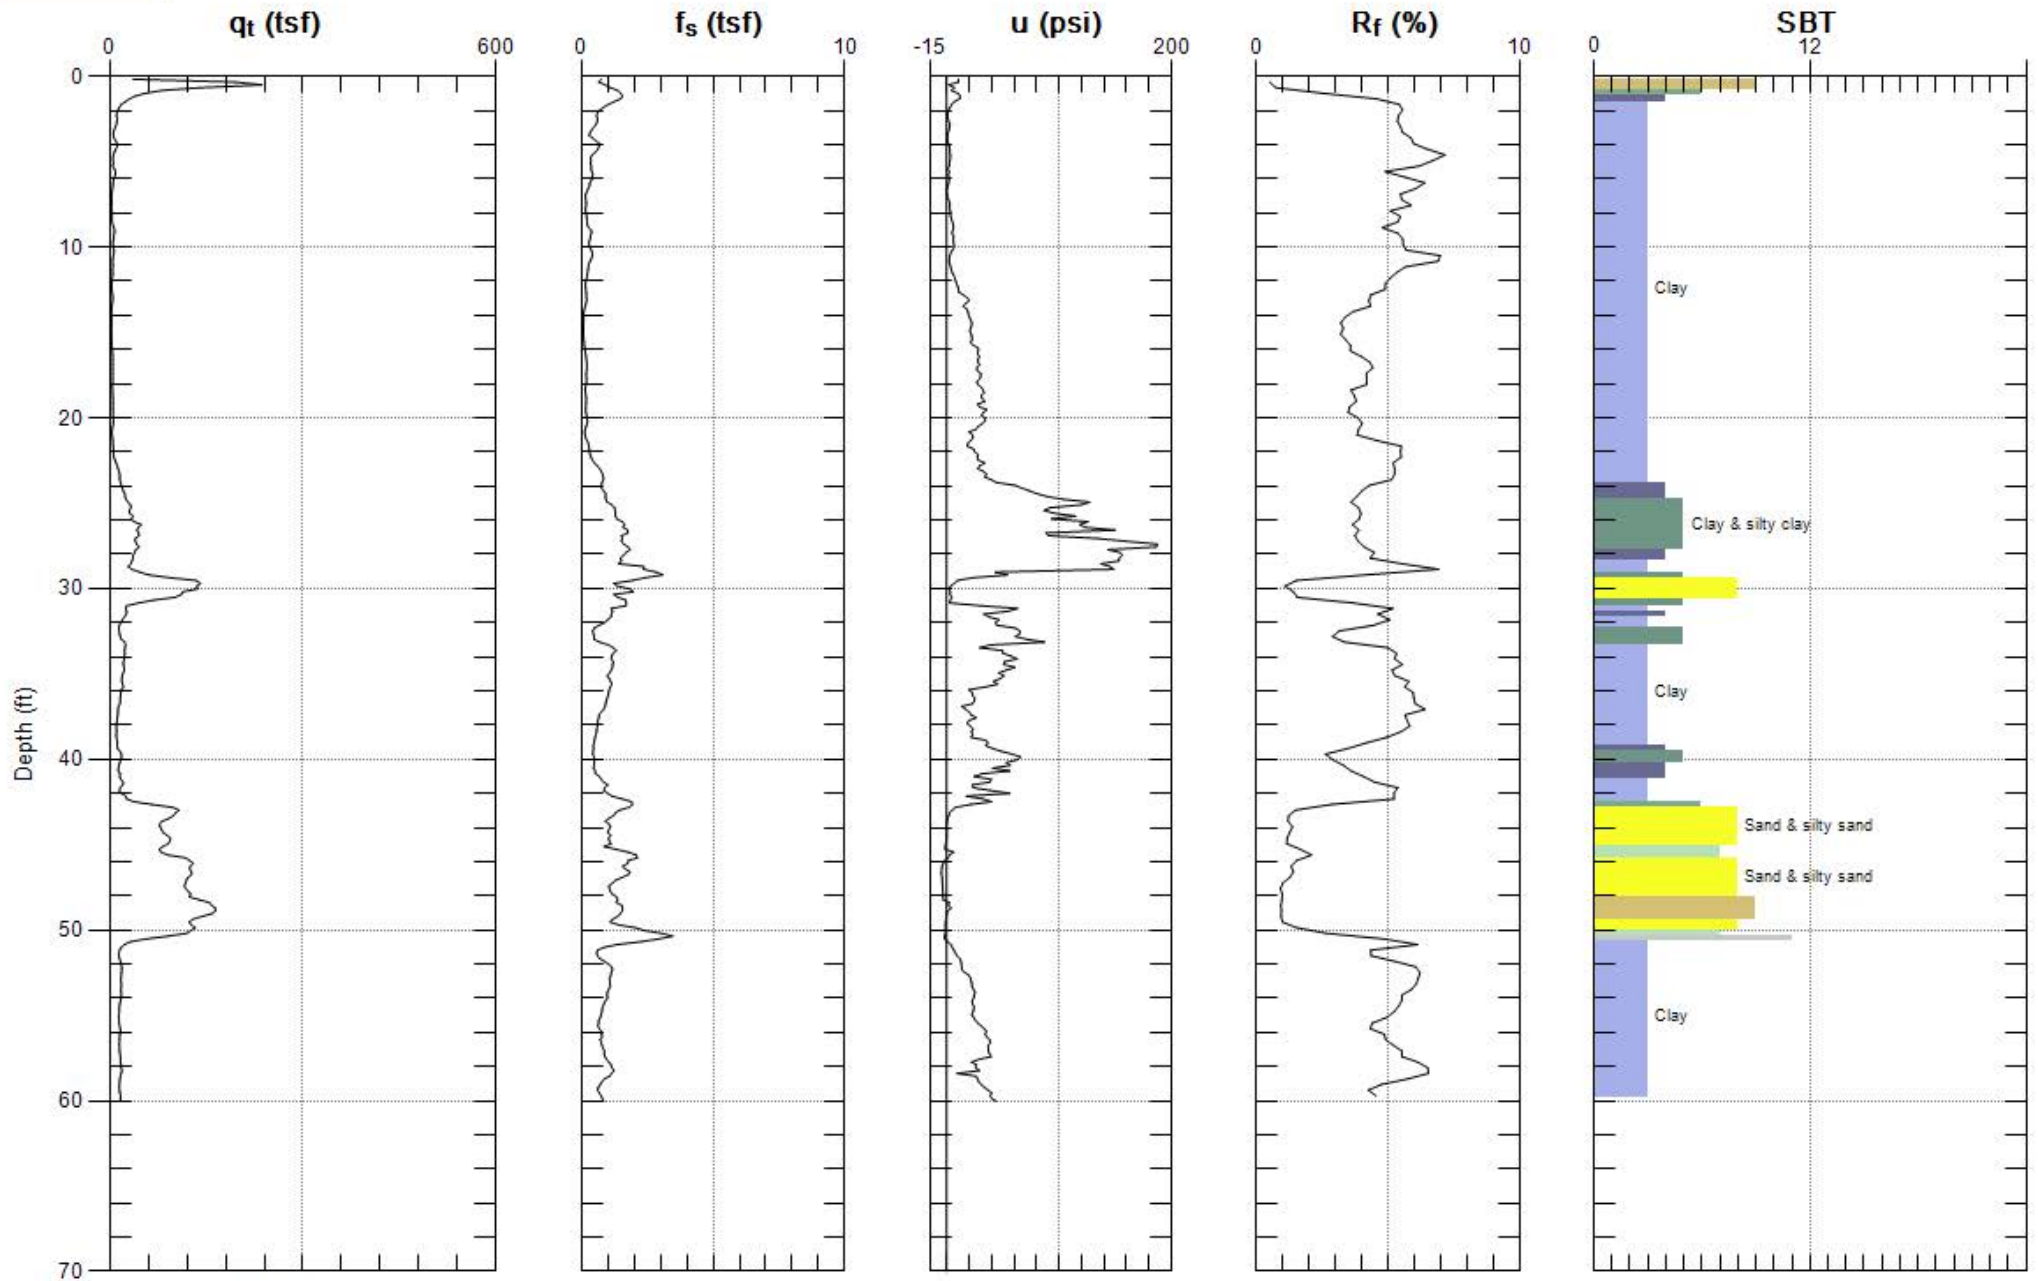 qt (tsf) fs (tsf) u (psi) Rf (%) SBT
0 600 0 10 -15 200 0 10 0 12
0
10
Clay
20
Clay & silty clay
30
Depth (ft)
Clay
40
Sand & silty sand
Sand & silty sand
50
Clay
60
70